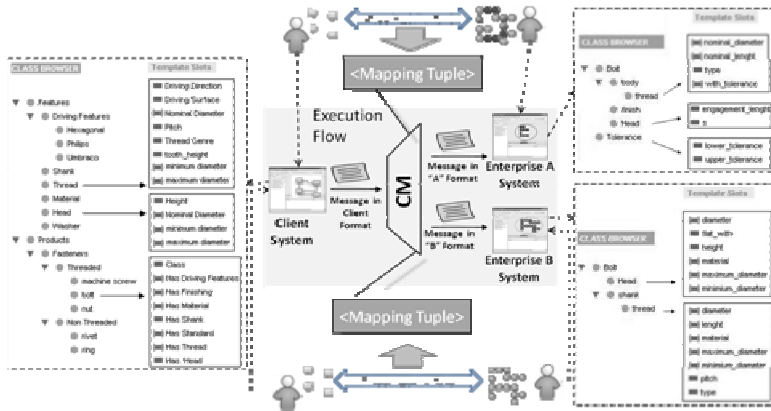 CLASS BROWSER
Features
Driving Features
Hexagonal
Philips
Umbraco
Shank
Thread
Material
Head
Washer
Products
Fasteners
Threaded
machine screw
bolt
nut
Non Threaded
rivet
ring
Template Slots
Driving Direction
Driving Surface
Nominal Diameter
Pitch
Thread Genre
tooth_height
minimum diameter
maximum diameter
Height
Nominal Diameter
minimum diameter
maximum diameter
Class
Has Driving Features
Has Finishing
Has Material
Has Shank
Has Standard
Has Thread
Has Head
<Mapping Tuple>
Execution
Flow
Client
System
Message in
Client
Format
CM
Message in
"A" Format
Enterprise A
System
Message in
"B" Format
Enterprise B
System
<Mapping Tuple>
CLASS BROWSER
Bolt
body
thread
finish
Head
Tolerance
Template Slots
nominal_diameter
nominal_lenght
type
with_tolerance
engagement_lenght
s
lower_tolerance
upper_tolerance
CLASS BROWSER
Bolt
Head
shank
thread
Template Slots
diameter
flat_with
height
material
maximum_diameter
minimium_diameter
diameter
lenght
material
maximum_diameter
minimium_diameter
pitch
type